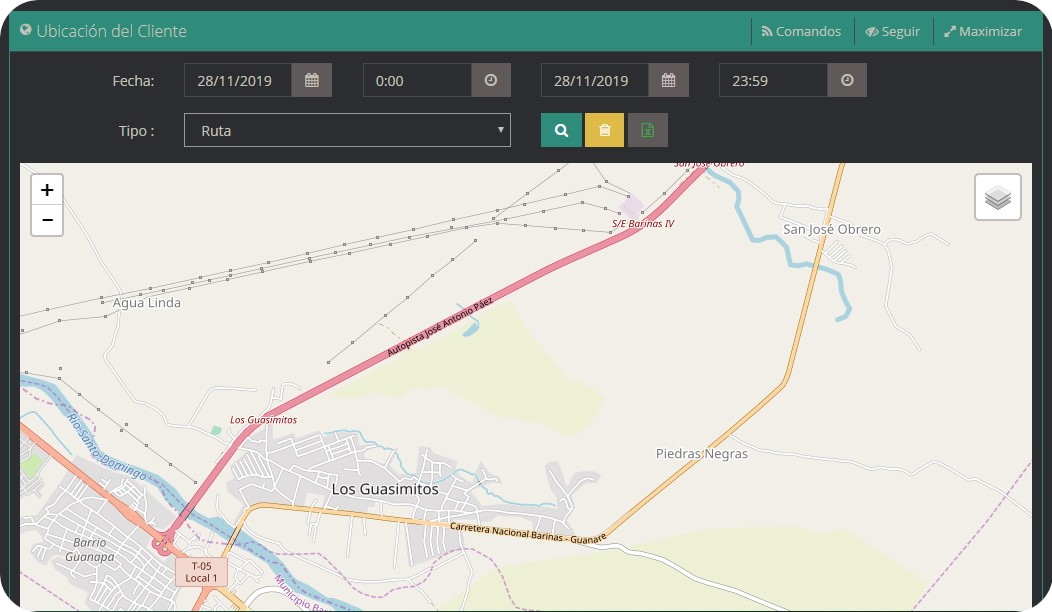 Ubicación del Cliente
Comandos
Seguir
Maximizar
Fecha:
28/11/2019
0:00
28/11/2019
23:59
Tipo :
Ruta
+
−
San José Obrero
S/E Barinas IV
San José Obrero
Agua Linda
Autopista José Antonio Páez
Los Guasimitos
Río Santo Domingo
Piedras Negras
Los Guasimitos
Carretera Nacional Barinas - Guanare
Barrio
Guanapa
T-05
Local 1
Municipio